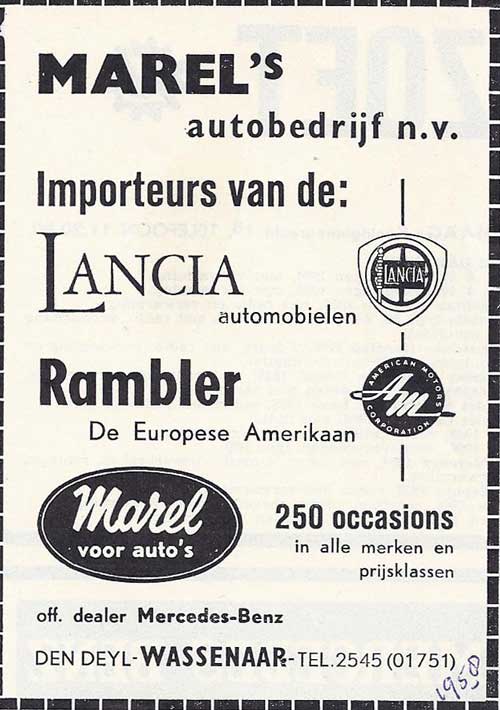 MAREL's
autobedrijf n.v.
Importeurs van de:
LANCIA
automobielen
LANCIA
Rambler
De Europese Amerikaan
AMERICAN MOTORS
AM
CORPORATION
Marel
voor auto's
250 occasions
in alle merken en
prijsklassen
off. dealer Mercedes-Benz
DEN DEYL-WASSENAAR-TEL.2545 (01751)
1958